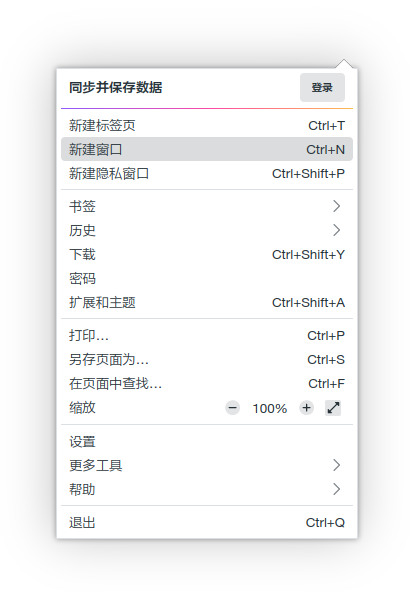 同步并保存数据 登录
新建标签页 Ctrl+T
新建窗口 Ctrl+N
新建隐私窗口 Ctrl+Shift+P
书签
历史
下载 Ctrl+Shift+Y
密码
扩展和主题 Ctrl+Shift+A
打印... Ctrl+P
另存页面为... Ctrl+S
在页面中查找... Ctrl+F
缩放 − 100% +
设置
更多工具
帮助
退出 Ctrl+Q